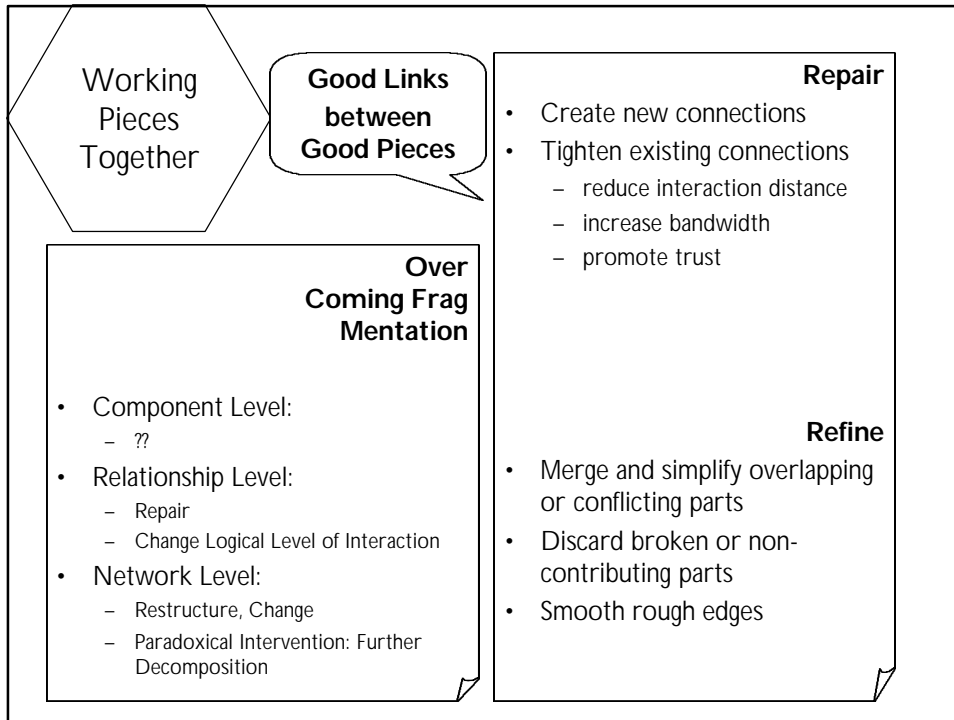 Working
Pieces
Together
Good Links
between
Good Pieces
Over
Coming Frag
Mentation
• Component Level:
– ??
• Relationship Level:
– Repair
– Change Logical Level of Interaction
• Network Level:
– Restructure, Change
– Paradoxical Intervention: Further
Decomposition
Repair
• Create new connections
• Tighten existing connections
– reduce interaction distance
– increase bandwidth
– promote trust
Refine
• Merge and simplify overlapping
or conflicting parts
• Discard broken or non-
contributing parts
• Smooth rough edges